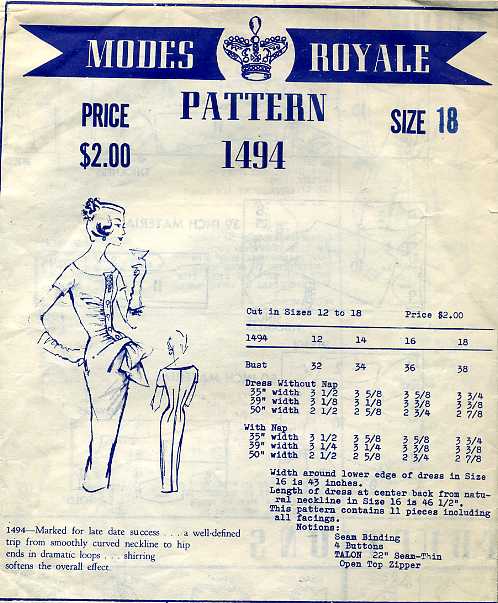 MODES ROYALE
PATTERN
PRICE
$2.00
1494
SIZE 18
Cut in Sizes 12 to 18 Price $2.00
1494 12 14 16 18
Bust 32 34 36 38
Dress Without Nap
35" width 3 1/2 3 5/8 3 5/8 3 3/4
39" width 3 1/8 3 1/8 3 3/8 3 3/8
50" width 2 1/2 2 5/8 2 3/4 2 7/8
With Nap
35" width 3 1/2 3 5/8 3 5/8 3 3/4
39" width 3 1/4 3 1/4 3 3/8 3 3/8
50" width 2 1/2 2 5/8 2 3/4 2 7/8
Width around lower edge of dress in Size
16 is 43 inches.
Length of dress at center back from natu-
ral neckline in Size 16 is 46 1/2".
This pattern contains 11 pieces including
all facings.
Notions:
Seam Binding
4 Buttons
TALON 22" Seam-Thin
Open Top Zipper
1494—Marked for late date success . . . a well-defined
trip from smoothly curved neckline to hip
ends in dramatic loops . . . shirring
softens the overall effect.
39 INCH MATERIAL